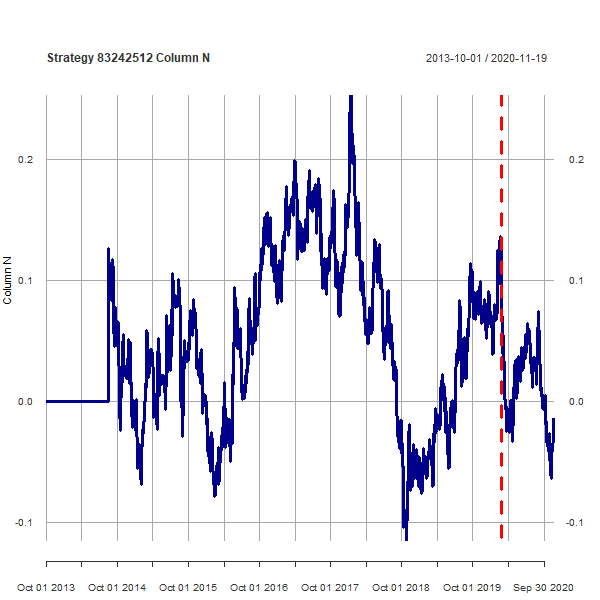 Strategy 83242512 Column N
2013-10-01 / 2020-11-19
0.2
0.2
0.1
0.1
Column N
0.0
0.0
-0.1
-0.1
Oct 01 2013
Oct 01 2014
Oct 01 2015
Oct 01 2016
Oct 01 2017
Oct 01 2018
Oct 01 2019
Sep 30 2020